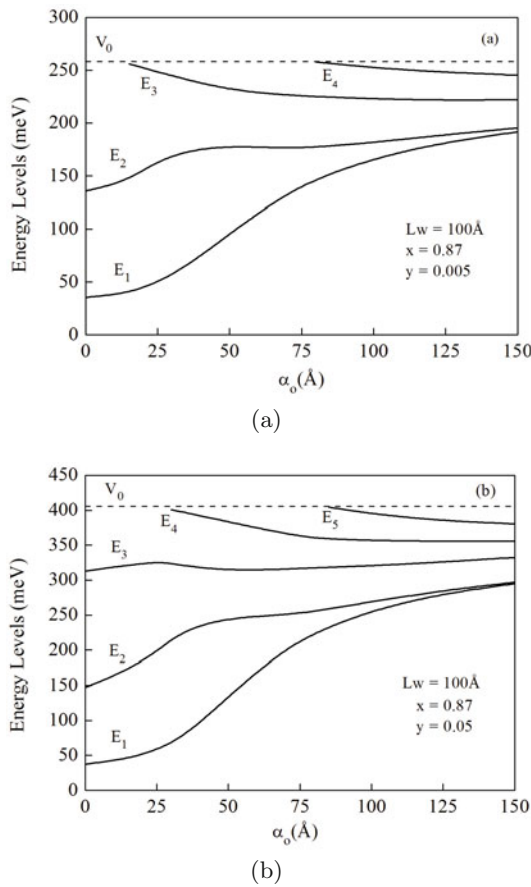 300
V0
(a)
250
E3
E4
200
E2
150
100
Lw = 100Å
x = 0.87
50
E1
y = 0.005
0
0 25 50 75 100 125 150
Energy Levels (meV)
αo(Å)
(a)
450
V0
(b)
400
E4
E5
350
E3
300
250
200
E2
150
Lw = 100Å
100
x = 0.87
50
E1
y = 0.05
0
0 25 50 75 100 125 150
Energy Levels (meV)
αo(Å)
(b)